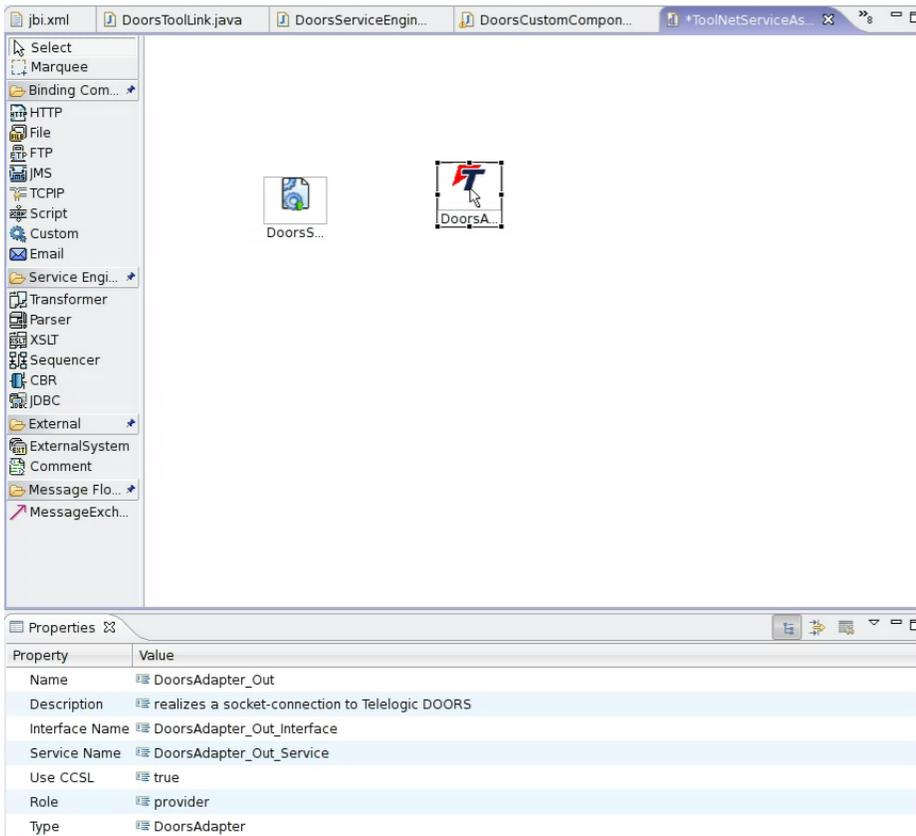 jbi.xml
DoorsToolLink.java
DoorsServiceEngin...
DoorsCustomCompon...
*ToolNetServiceAs...
»8
Select
Marquee
Binding Com...
HTTP
File
FTP
JMS
TCPIP
Script
Custom
Email
Service Engi...
Transformer
Parser
XSLT
Sequencer
CBR
JDBC
External
ExternalSystem
Comment
Message Flo...
MessageExch...
DoorsS...
T
DoorsA...
Properties
Property Value
Name DoorsAdapter_Out
Description realizes a socket-connection to Telelogic DOORS
Interface Name DoorsAdapter_Out_Interface
Service Name DoorsAdapter_Out_Service
Use CCSL true
Role provider
Type DoorsAdapter